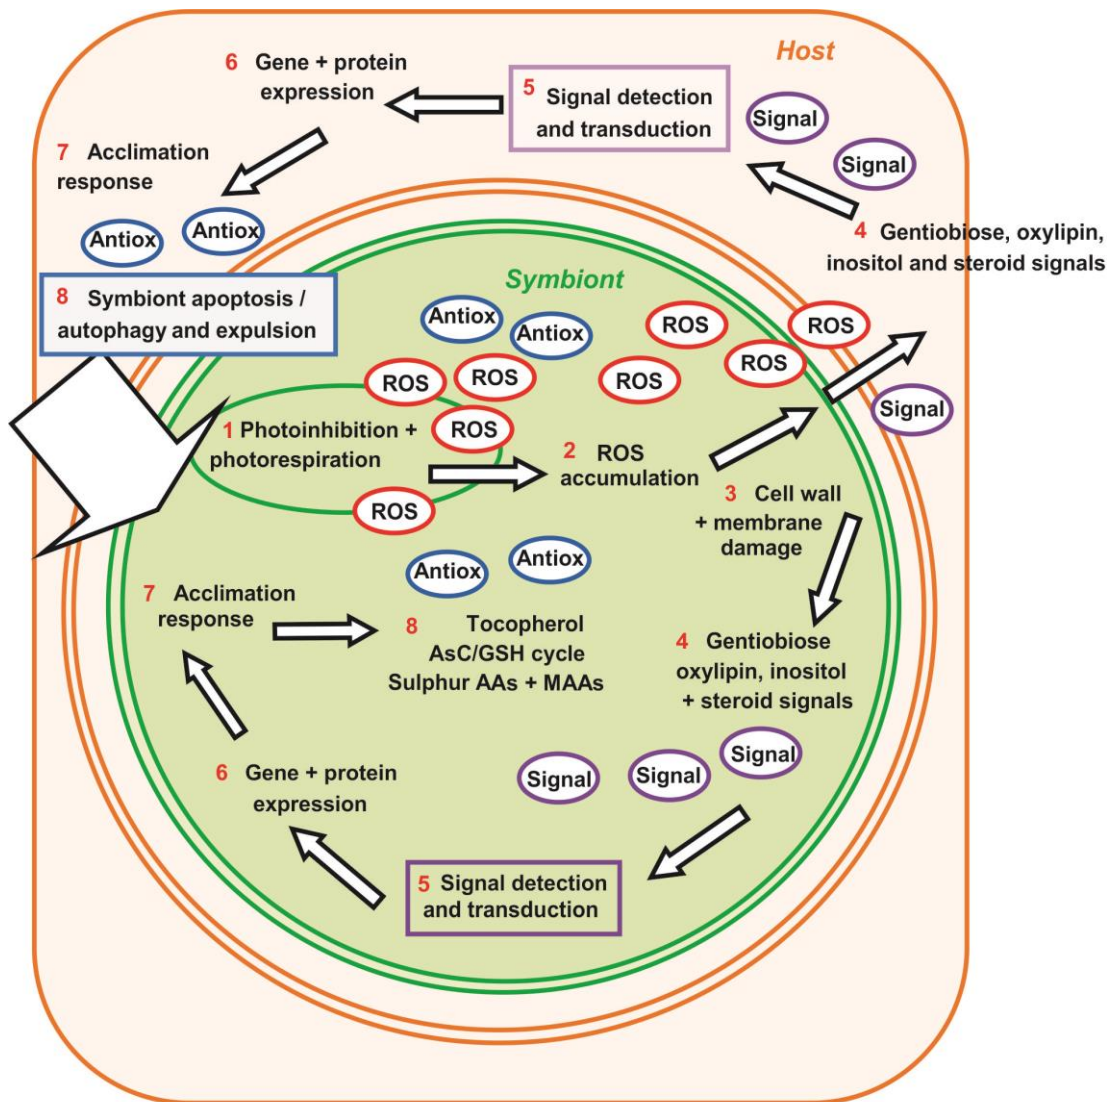 Host
6 Gene + protein
expression
5 Signal detection
and transduction
Signal
Signal
7 Acclimation
response
Antiox
Antiox
4 Gentiobiose, oxylipin,
inositol and steroid signals
8 Symbiont apoptosis /
autophagy and expulsion
Symbiont
Antiox
Antiox
ROS
ROS
ROS
ROS
ROS
ROS
Signal
1 Photoinhibition +
photorespiration
ROS
ROS
2 ROS
accumulation
3 Cell wall
+ membrane
damage
Antiox
Antiox
7 Acclimation
response
8 Tocopherol
AsC/GSH cycle
Sulphur AAs + MAAs
4 Gentiobiose
oxylipin, inositol
+ steroid signals
Signal
Signal
Signal
6 Gene + protein
expression
5 Signal detection
and transduction